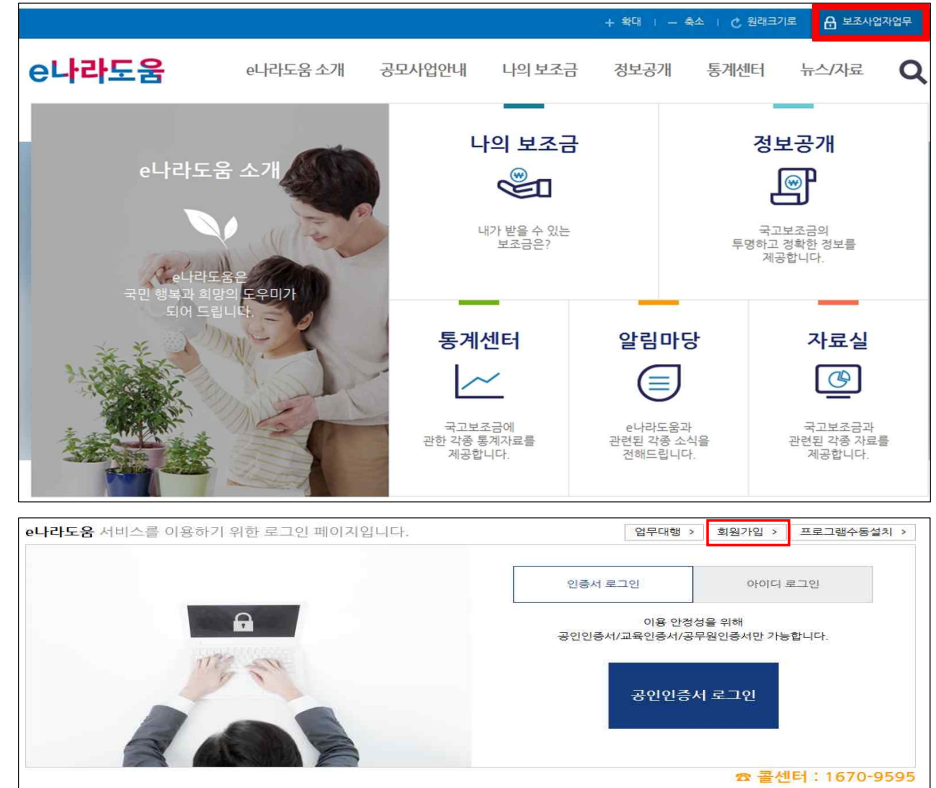 + 확대 | - 축소 | 원래크기로 보조사업자업무
e나라도움 e나라도움 소개 공모사업안내 나의 보조금 정보공개 통계센터 뉴스/자료
e나라도움 소개
e나라도움은
국민 행복과 희망의 도우미가
되어 드립니다.
나의 보조금
내가 받을 수 있는
보조금은?
정보공개
국고보조금의
투명하고 정확한 정보를
제공합니다.
통계센터
국고보조금에
관한 각종 통계자료를
제공합니다.
알림마당
e나라도움과
관련된 각종 소식을
전해드립니다.
자료실
국고보조금과
관련된 각종 자료를
제공합니다.
e나라도움 서비스를 이용하기 위한 로그인 페이지입니다. 업무대행 > 회원가입 > 프로그램수동설치 >
인증서 로그인 아이디 로그인
이용 안정성을 위해
공인인증서/교육인증서/공무원인증서만 가능합니다.
공인인증서 로그인
☎ 콜센터 : 1670-9595